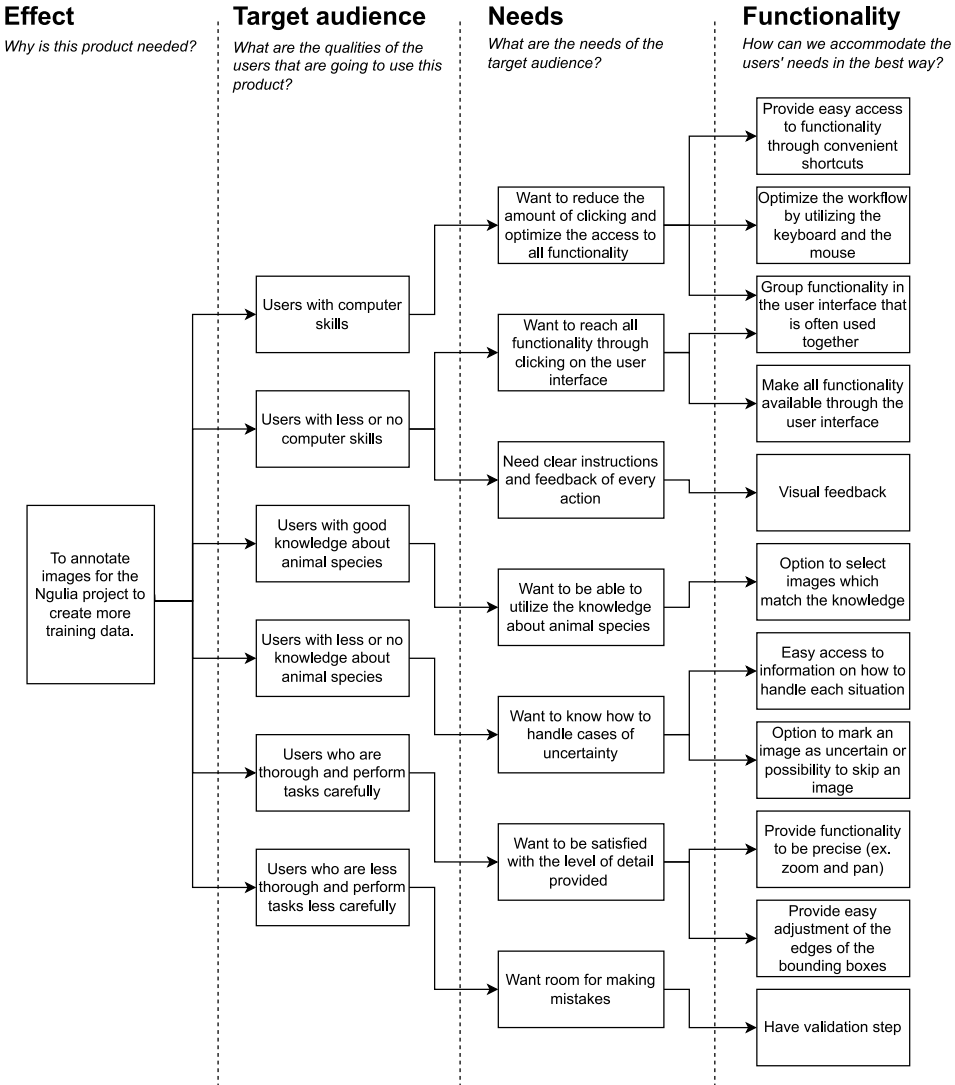 Effect
Why is this product needed?
Target audience
What are the qualities of the
users that are going to use this
product?
Needs
What are the needs of the
target audience?
Functionality
How can we accommodate the
users' needs in the best way?
To annotate
images for the
Ngulia project to
create more
training data.
Users with computer
skills
Users with less or no
computer skills
Users with good
knowledge about
animal species
Users with less or no
knowledge about
animal species
Users who are
thorough and perform
tasks carefully
Users who are less
thorough and perform
tasks less carefully
Want to reduce the
amount of clicking and
optimize the access to
all functionality
Want to reach all
functionality through
clicking on the user
interface
Need clear instructions
and feedback of every
action
Want to be able to
utilize the knowledge
about animal species
Want to know how to
handle cases of
uncertainty
Want to be satisfied
with the level of detail
provided
Want room for making
mistakes
Provide easy access
to functionality
through convenient
shortcuts
Optimize the workflow
by utilizing the
keyboard and the
mouse
Group functionality in
the user interface that
is often used
together
Make all functionality
available through the
user interface
Visual feedback
Option to select
images which
match the knowledge
Easy access to
information on how to
handle each situation
Option to mark an
image as uncertain or
possibility to skip an
image
Provide functionality
to be precise (ex.
zoom and pan)
Provide easy
adjustment of the
edges of the
bounding boxes
Have validation step